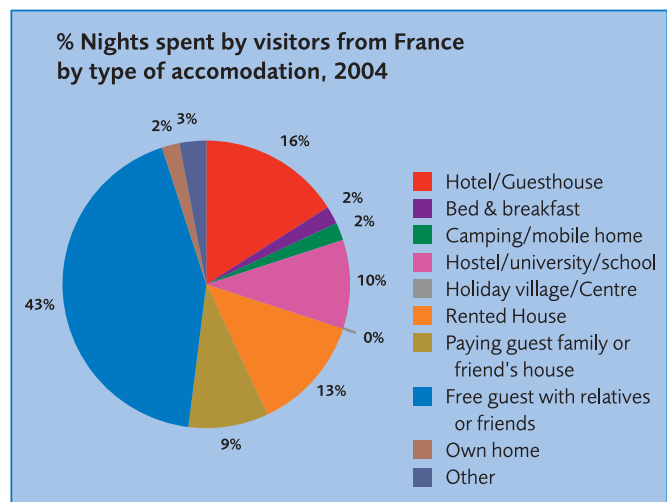 % Nights spent by visitors from France
by type of accomodation, 2004
3%
2%
16%
2%
2%
10%
0%
13%
9%
43%
Hotel/Guesthouse
Bed & breakfast
Camping/mobile home
Hostel/university/school
Holiday village/Centre
Rented House
Paying guest family or
friend's house
Free guest with relatives
or friends
Own home
Other